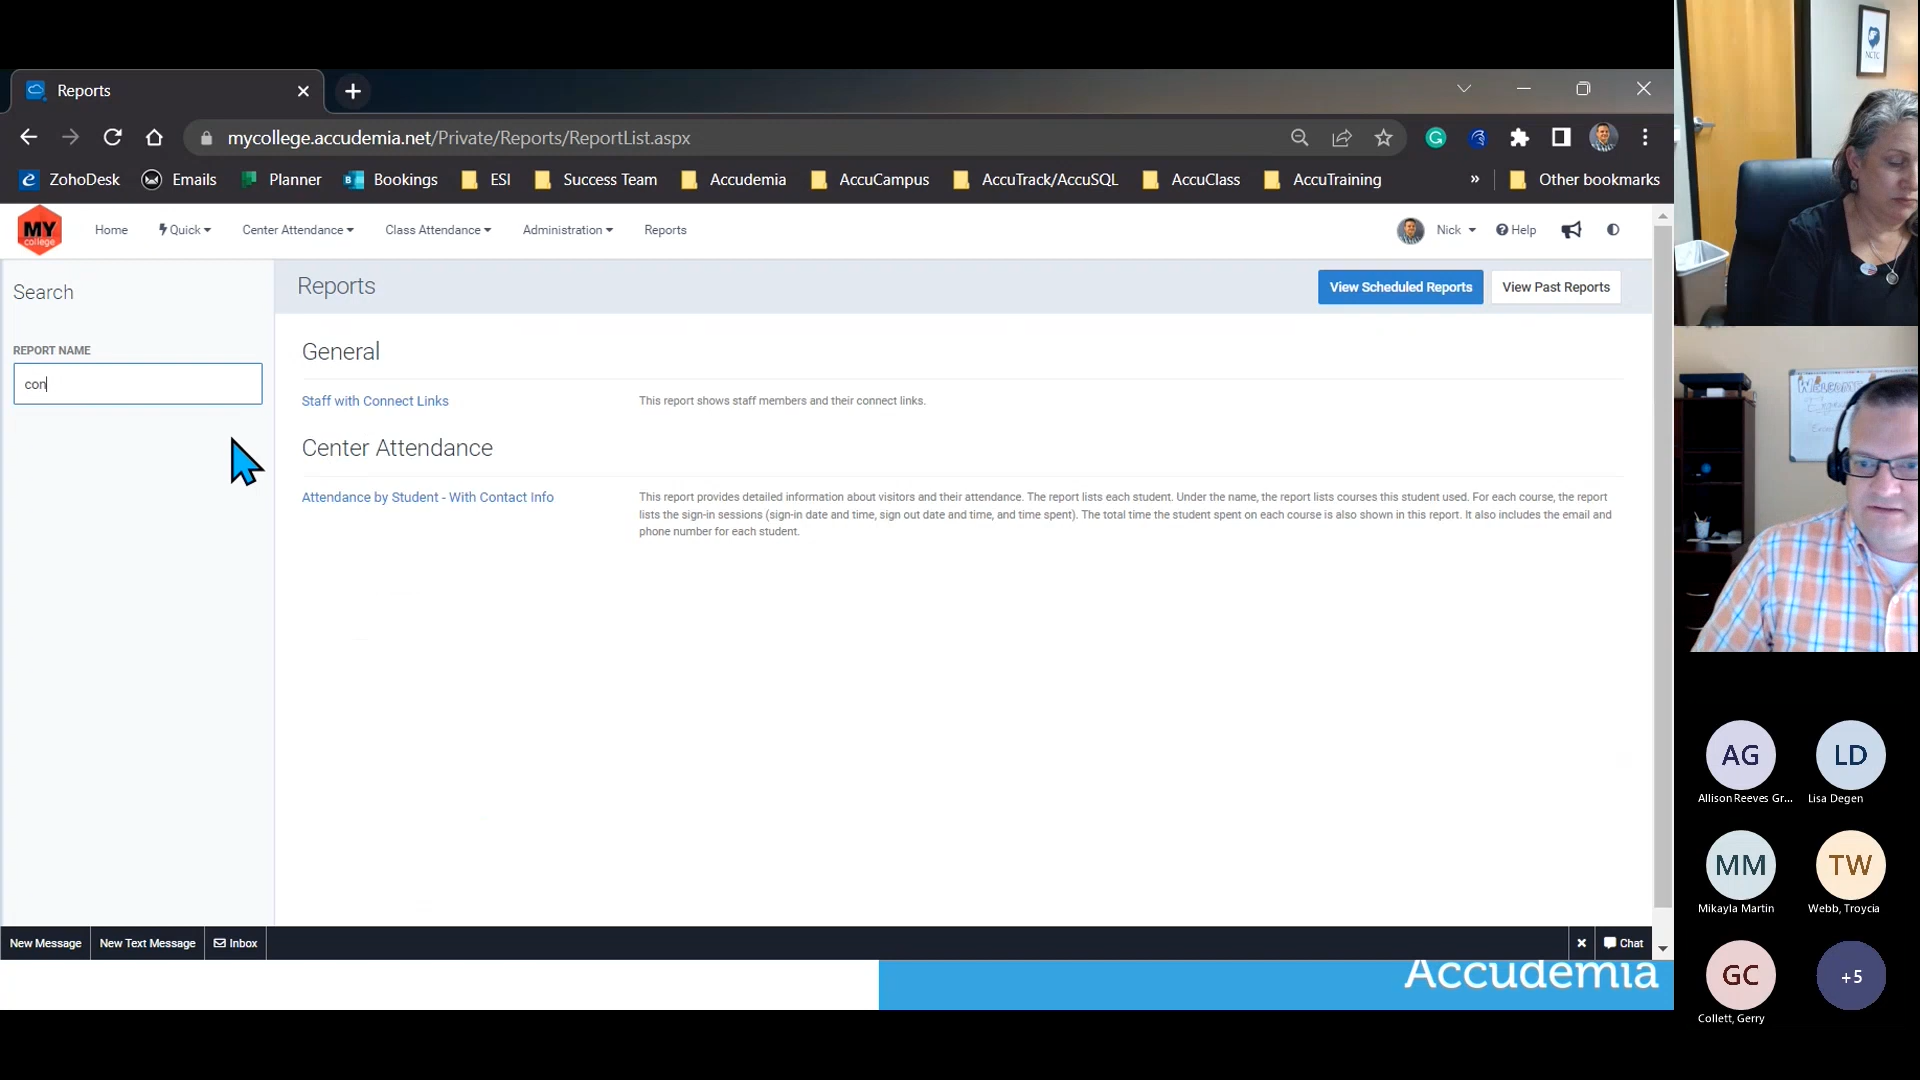 Reports
mycollege.accudemia.net/Private/Reports/ReportList.aspx
ZohoDesk Emails Planner Bookings ESI Success Team Accudemia AccuCampus AccuTrack/AccuSQL AccuClass AccuTraining » Other bookmarks
MY
college
Home Quick Center Attendance Class Attendance Administration Reports Nick Help
Search
Reports
View Scheduled Reports View Past Reports
REPORT NAME
con
General
Staff with Connect Links This report shows staff members and their connect links.
Center Attendance
Attendance by Student - With Contact Info This report provides detailed information about visitors and their attendance. The report lists each student. Under the name, the report lists courses this student used. For each course, the report
lists the sign-in sessions (sign-in date and time, sign out date and time, and time spent). The total time the student spent on each course is also shown in this report. It also includes the email and
phone number for each student.
New Message New Text Message Inbox Chat
Accudemia
NCTC
AG LD
Allison Reeves Gr... Lisa Degen
MM TW
Mikayla Martin Webb, Troycia
GC +5
Collett, Gerry